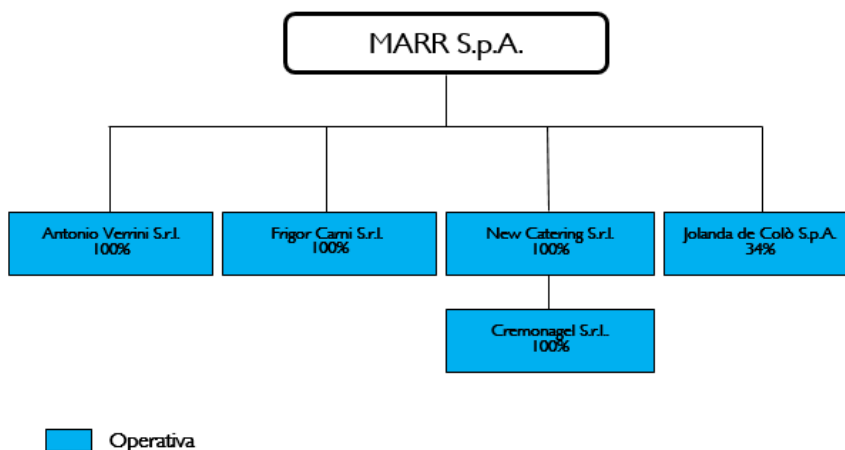 MARR S.p.A.
Antonio Verrini S.r.l.
100%
Frigor Carni S.r.l.
100%
New Catering S.r.l.
100%
Jolanda de Colò S.p.A.
34%
Cremonagel S.r.l.
100%
Operativa